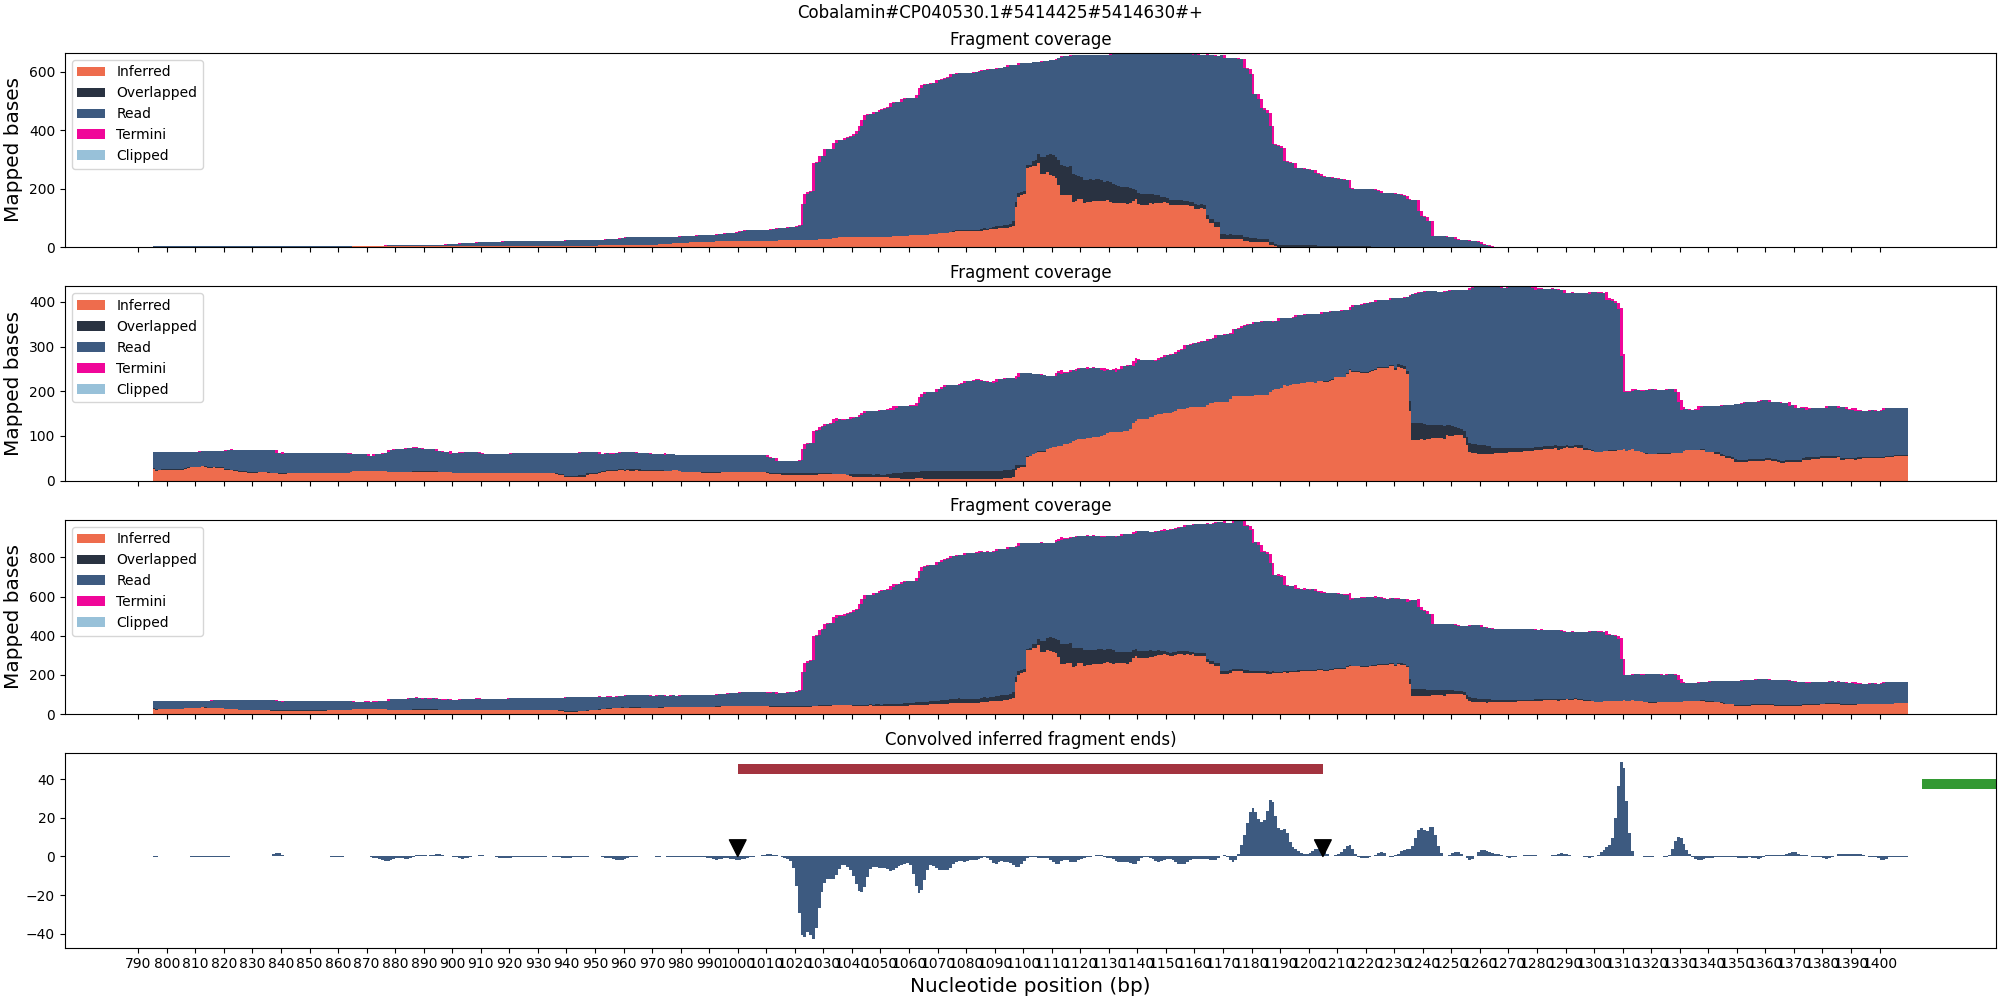 Cobalamin#CP040530.1#5414425#5414630#+
Fragment coverage
600
400
200
0
Mapped bases
Inferred
Overlapped
Read
Termini
Clipped
Fragment coverage
400
300
200
100
0
Mapped bases
Inferred
Overlapped
Read
Termini
Clipped
Fragment coverage
800
600
400
200
0
Mapped bases
Inferred
Overlapped
Read
Termini
Clipped
Convolved inferred fragment ends)
40
20
0
−20
−40
790 800 810 820 830 840 850 860 870 880 890 900 910 920 930 940 950 960 970 980 990 1000 1010 1020 1030 1040 1050 1060 1070 1080 1090 1100 1110 1120 1130 1140 1150 1160 1170 1180 1190 1200 1210 1220 1230 1240 1250 1260 1270 1280 1290 1300 1310 1320 1330 1340 1350 1360 1370 1380 1390 1400
Nucleotide position (bp)